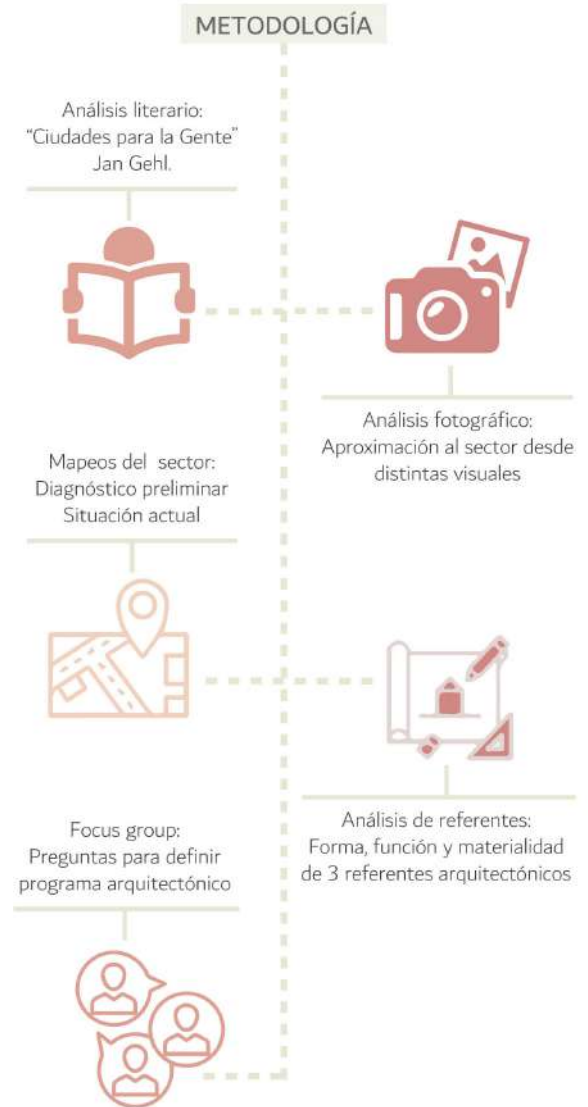 METODOLOGÍA
Análisis literario:
“Ciudades para la Gente”
Jan Gehl.
Análisis fotográfico:
Aproximación al sector desde
distintas visuales
Mapeos del sector:
Diagnóstico preliminar
Situación actual
Análisis de referentes:
Forma, función y materialidad
de 3 referentes arquitectónicos
Focus group:
Preguntas para definir
programa arquitectónico